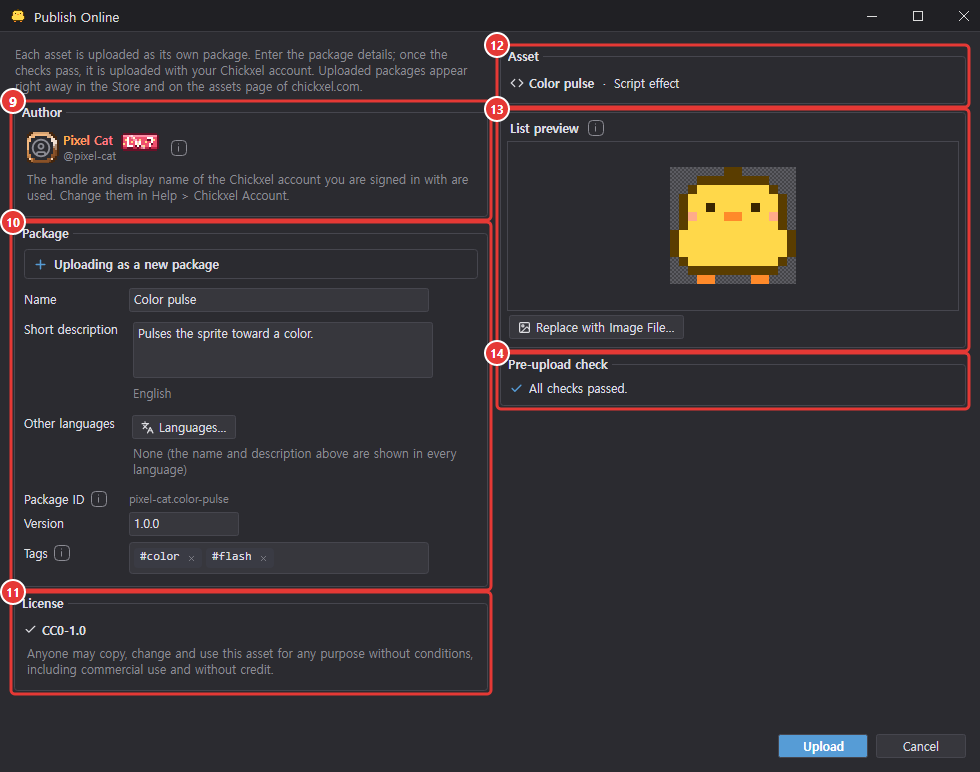 Publish Online
Each asset is uploaded as its own package. Enter the package details; once the
checks pass, it is uploaded with your Chickxel account. Uploaded packages appear
right away in the Store and on the assets page of chickxel.com.
9
Author
Pixel Cat Lv.7
@pixel-cat
The handle and display name of the Chickxel account you are signed in with are
used. Change them in Help > Chickxel Account.
10
Package
+ Uploading as a new package
Name
Color pulse
Short description
Pulses the sprite toward a color.
English
Other languages
Languages...
None (the name and description above are shown in every
language)
Package ID
pixel-cat.color-pulse
Version
1.0.0
Tags
#color × #flash ×
11
License
CC0-1.0
Anyone may copy, change and use this asset for any purpose without conditions,
including commercial use and without credit.
12
Asset
<> Color pulse · Script effect
13
List preview
Replace with Image File...
14
Pre-upload check
All checks passed.
Upload
Cancel